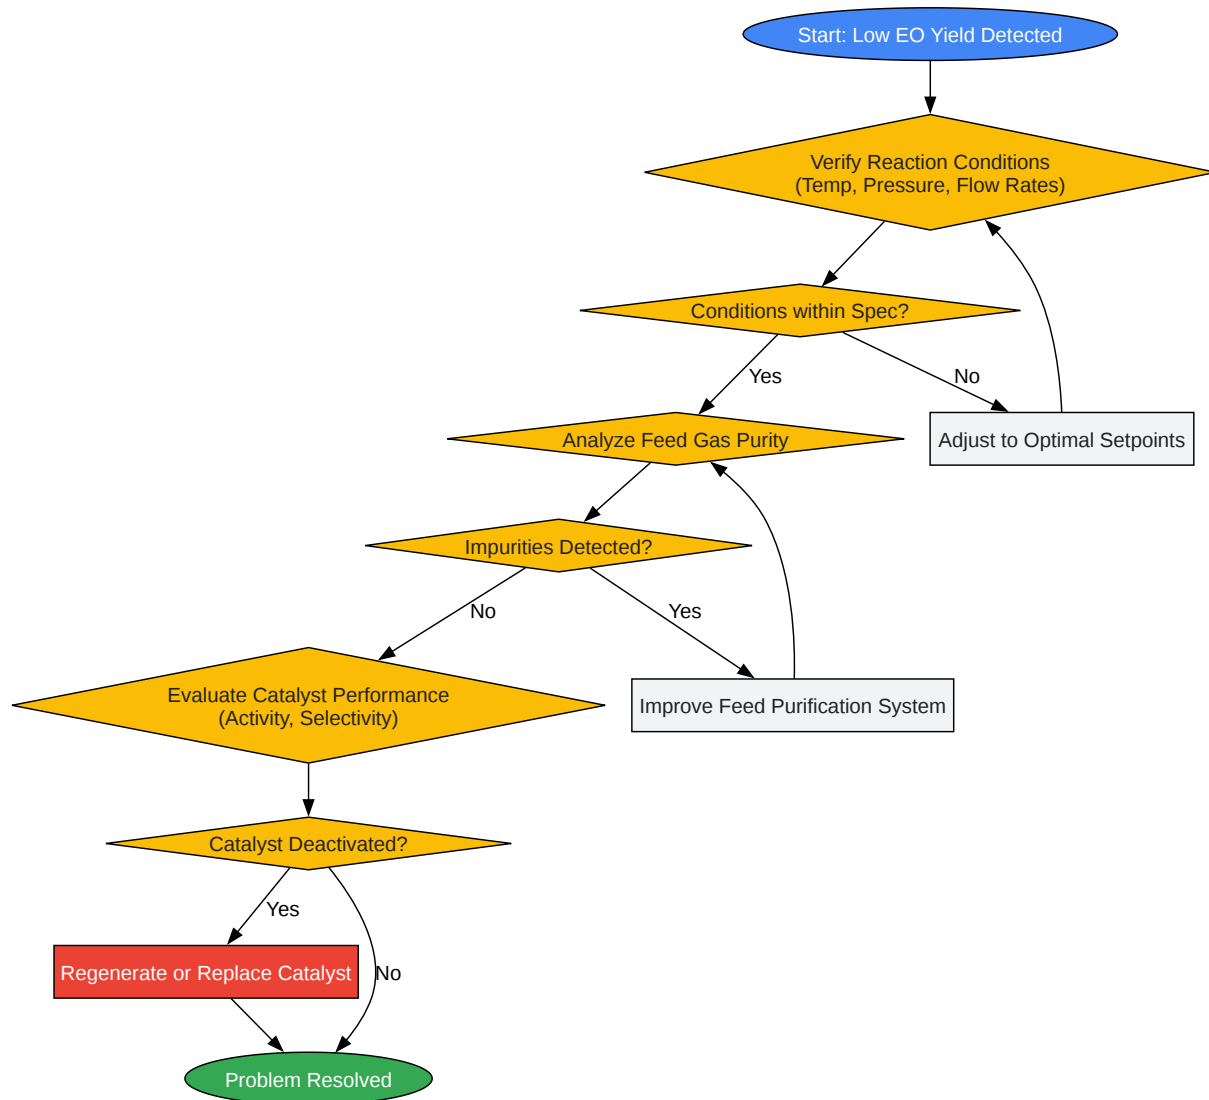 Start: Low EO Yield Detected
Verify Reaction Conditions
(Temp, Pressure, Flow Rates)
Conditions within Spec?
Yes
No
Analyze Feed Gas Purity
Adjust to Optimal Setpoints
Impurities Detected?
No
Yes
Evaluate Catalyst Performance
(Activity, Selectivity)
Improve Feed Purification System
Catalyst Deactivated?
Yes
Regenerate or Replace Catalyst
No
Problem Resolved